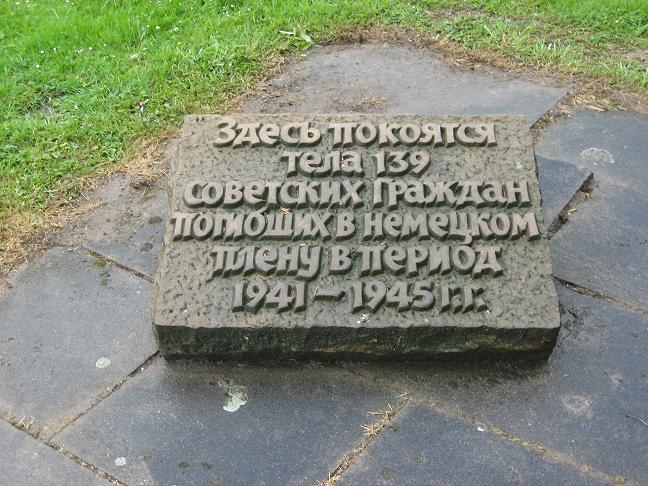 Здесь покоятся
тела 139
советских граждан
погибших в немецком
плену в период
1941 – 1945 г.г.